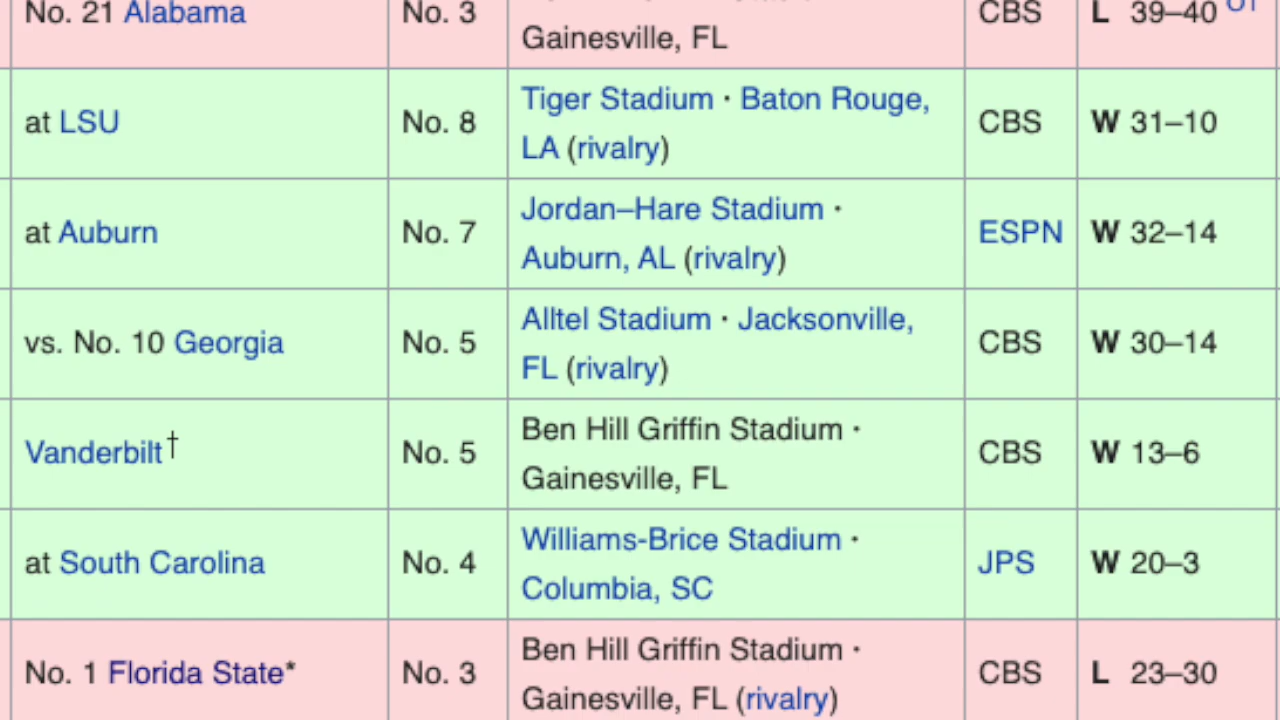 No. 21 Alabama
No. 3
Gainesville, FL
CBS
L 39–40 OT
at LSU
No. 8
Tiger Stadium · Baton Rouge,
LA (rivalry)
CBS
W 31–10
at Auburn
No. 7
Jordan–Hare Stadium ·
Auburn, AL (rivalry)
ESPN
W 32–14
vs. No. 10 Georgia
No. 5
Alltel Stadium · Jacksonville,
FL (rivalry)
CBS
W 30–14
Vanderbilt†
No. 5
Ben Hill Griffin Stadium ·
Gainesville, FL
CBS
W 13–6
at South Carolina
No. 4
Williams-Brice Stadium ·
Columbia, SC
JPS
W 20–3
No. 1 Florida State*
No. 3
Ben Hill Griffin Stadium ·
Gainesville, FL (rivalry)
CBS
L 23–30